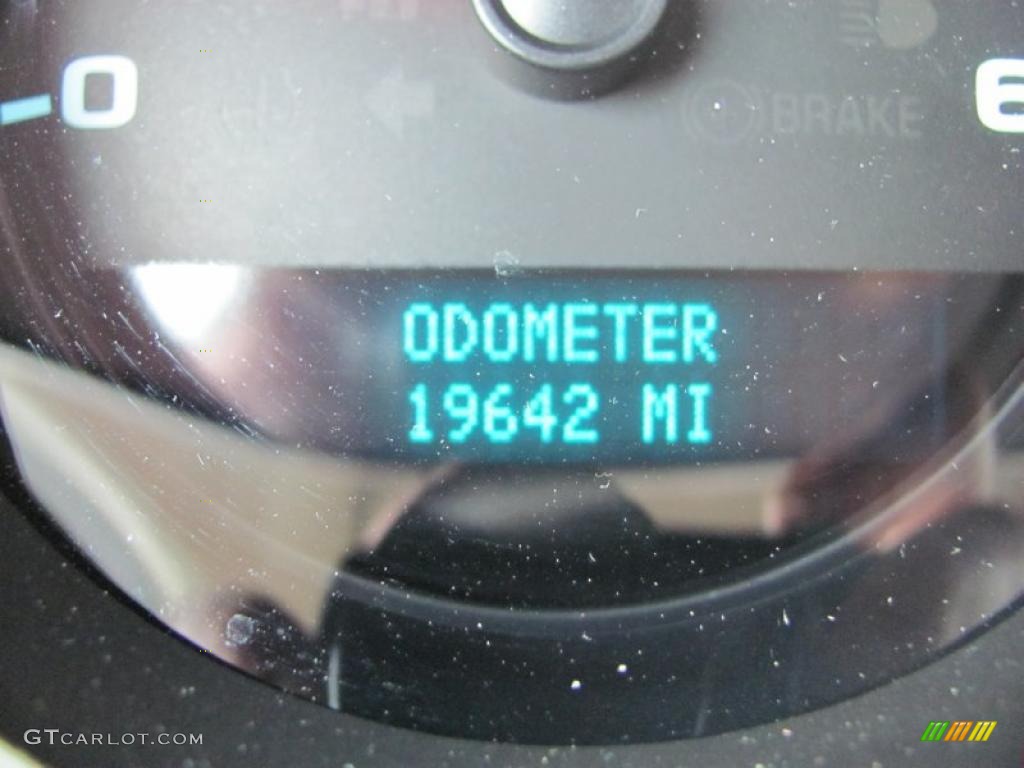 0
BRAKE
6
ODOMETER
19642 MI
GTCARLOT.COM